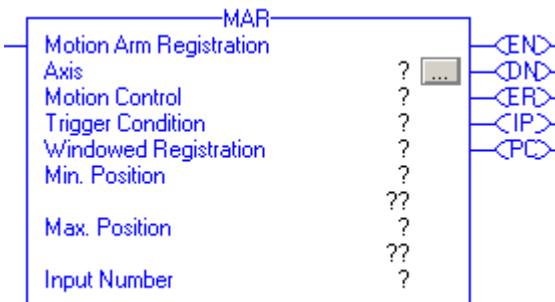 MAR
Motion Arm Registration EN
Axis ? ... DN
Motion Control ? ER
Trigger Condition ? IP
Windowed Registration ? PC
Min. Position ?
??
Max. Position ?
??
Input Number ?